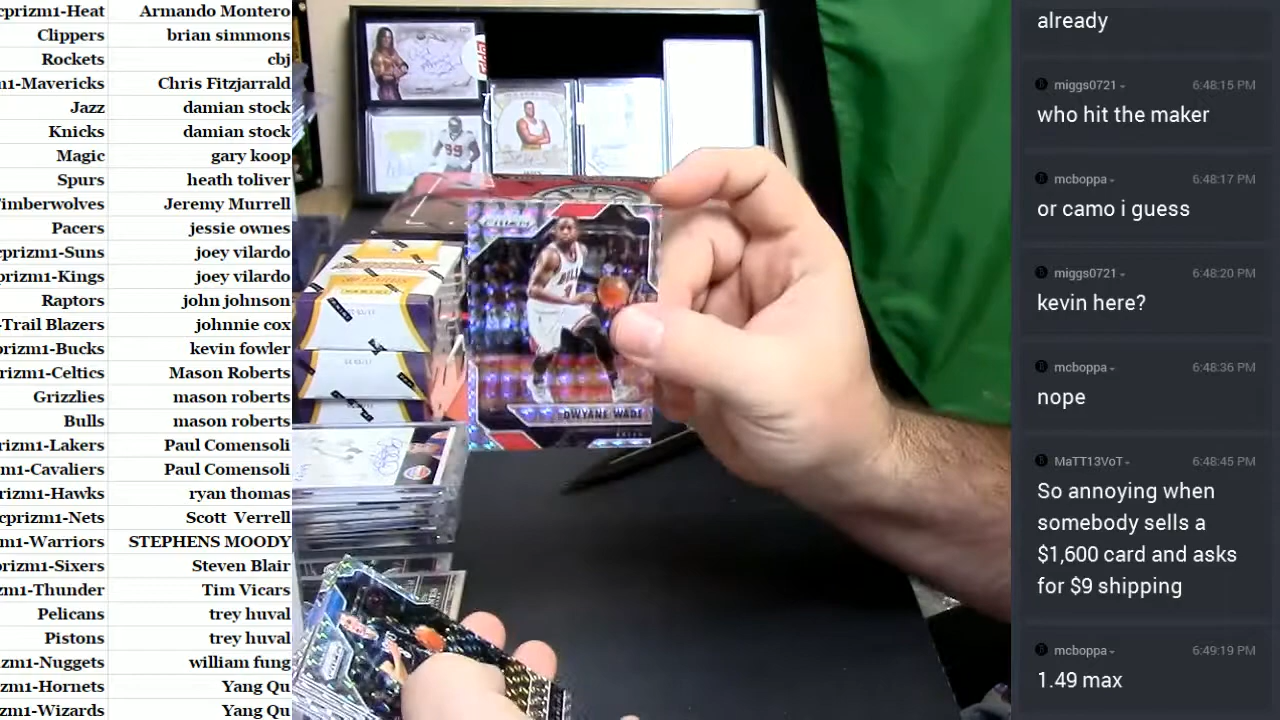 cprizm1-Heat Armando Montero
Clippers brian simmons
Rockets cbj
n1-Mavericks Chris Fitzjarrald
Jazz damian stock
Knicks damian stock
Magic gary koop
Spurs heath toliver
Timberwolves Jeremy Murrell
Pacers jessie ownes
cprizm1-Suns joey vilardo
prizm1-Kings joey vilardo
Raptors john johnson
-Trail Blazers johnnie cox
prizm1-Bucks kevin fowler
rizm1-Celtics Mason Roberts
Grizzlies mason roberts
Bulls mason roberts
rizm1-Lakers Paul Comensoli
m1-Cavaliers Paul Comensoli
rizm1-Hawks ryan thomas
cprizm1-Nets Scott Verrell
m1-Warriors STEPHENS MOODY
prizm1-Sixers Steven Blair
zm1-Thunder Tim Vicars
Pelicans trey huval
Pistons trey huval
zm1-Nuggets william fung
zm1-Hornets Yang Qu
zm1-Wizards Yang Qu
99
PRIZM
BULLS
DWYANE WADE
already
miggs0721 6:48:15 PM
who hit the maker
mcboppa 6:48:17 PM
or camo i guess
miggs0721 6:48:20 PM
kevin here?
mcboppa 6:48:36 PM
nope
MaTT13VoT 6:48:45 PM
So annoying when
somebody sells a
$1,600 card and asks
for $9 shipping
mcboppa 6:49:19 PM
1.49 max